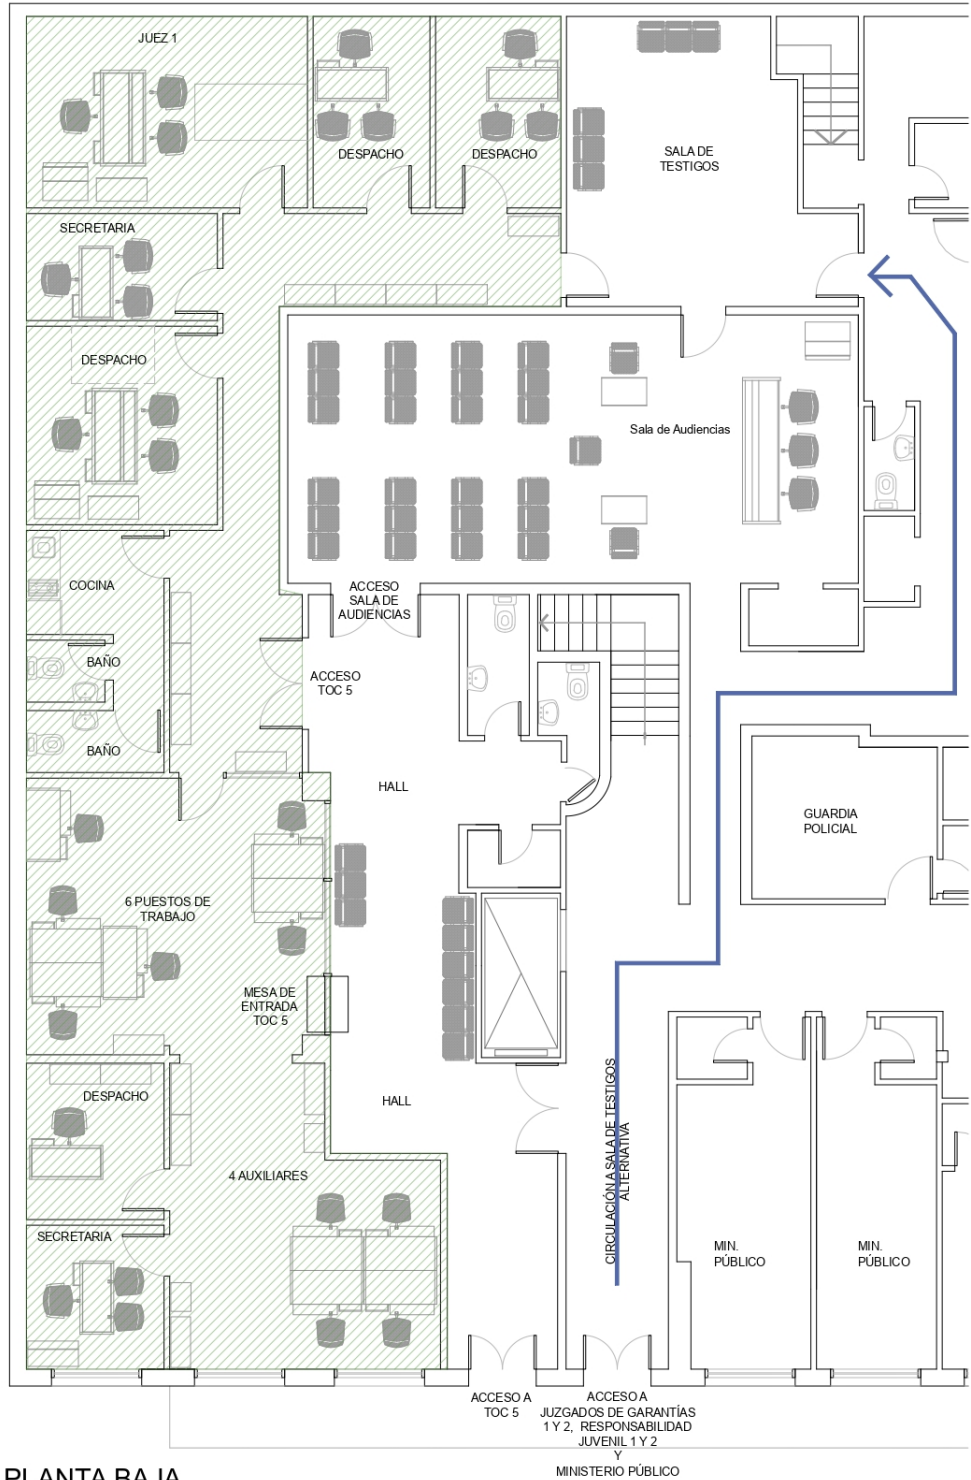 JUEZ 1
DESPACHO
DESPACHO
SALA DE
TESTIGOS
SECRETARIA
DESPACHO
Sala de Audiencias
COCINA
ACCESO
SALA DE
AUDIENCIAS
BAÑO
ACCESO
TOC 5
BAÑO
HALL
GUARDIA
POLICIAL
6 PUESTOS DE
TRABAJO
MESA DE
ENTRADA
TOC 5
DESPACHO
HALL
CIRCULACIÓN A SALA DE TESTIGOS
ALTERNATIVA
4 AUXILIARES
SECRETARIA
MIN.
PÚBLICO
MIN.
PÚBLICO
ACCESO A
TOC 5
ACCESO A
JUZGADOS DE GARANTÍAS
1 Y 2, RESPONSABILIDAD
JUVENIL 1 Y 2
Y
MINISTERIO PÚBLICO
PLANTA BAJA